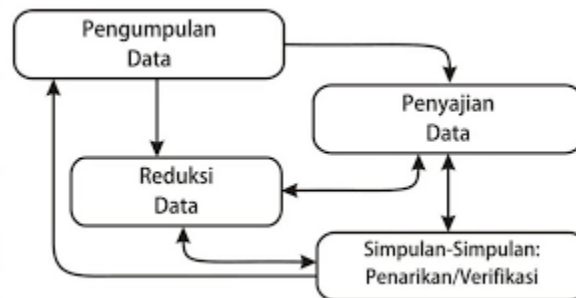 Pengumpulan
Data
Penyajian
Data
Reduksi
Data
Simpulan-Simpulan:
Penarikan/Verifikasi